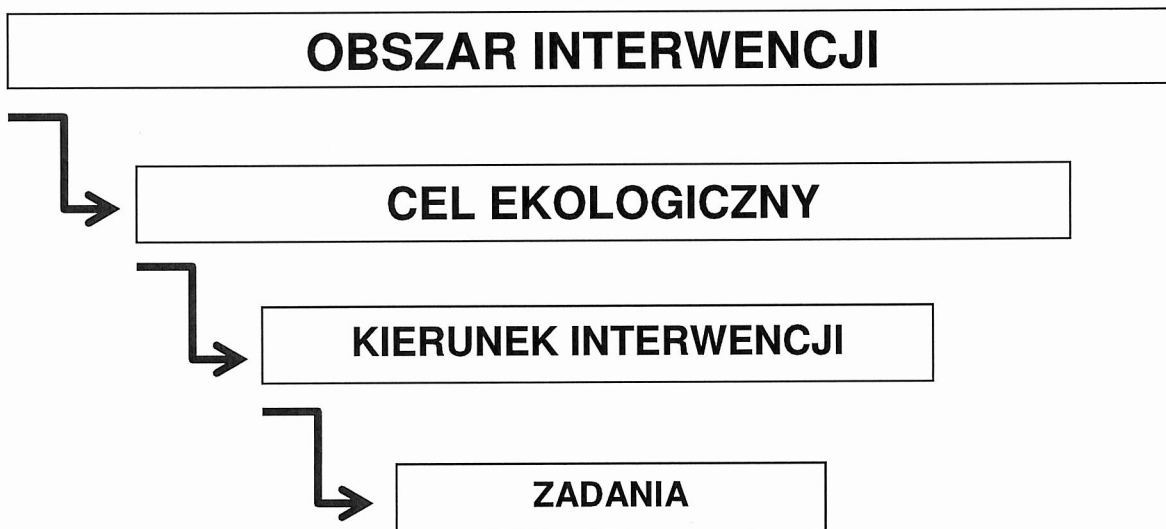 OBSZAR INTERWENCJI
CEL EKOLOGICZNY
KIERUNEK INTERWENCJI
ZADANIA